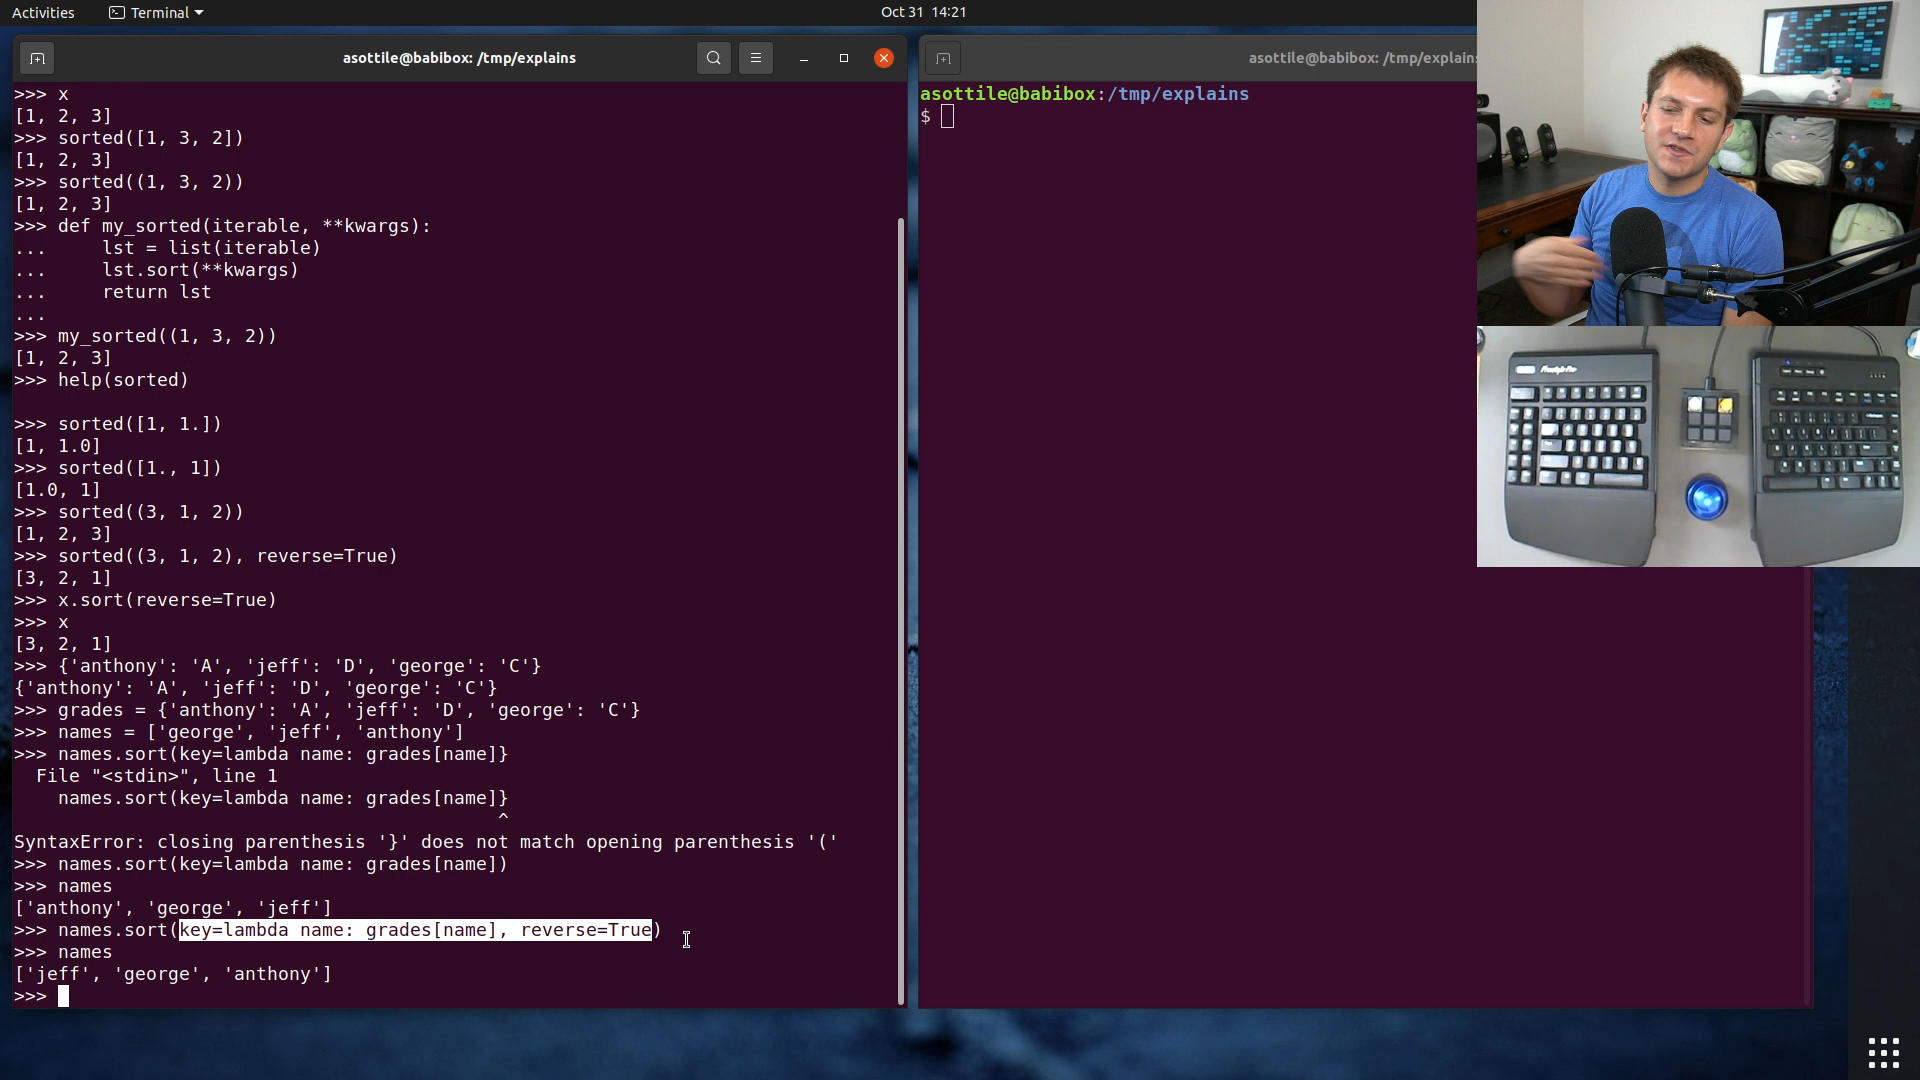 Activities
Terminal
Oct 31 14:21
asottile@babibox: /tmp/explains
>>> x
[1, 2, 3]
>>> sorted([1, 3, 2])
[1, 2, 3]
>>> sorted((1, 3, 2))
[1, 2, 3]
>>> def my_sorted(iterable, **kwargs):
...     lst = list(iterable)
...     lst.sort(**kwargs)
...     return lst
...
>>> my_sorted((1, 3, 2))
[1, 2, 3]
>>> help(sorted)
>>> sorted([1, 1.])
[1, 1.0]
>>> sorted([1., 1])
[1.0, 1]
>>> sorted((3, 1, 2))
[1, 2, 3]
>>> sorted((3, 1, 2), reverse=True)
[3, 2, 1]
>>> x.sort(reverse=True)
>>> x
[3, 2, 1]
>>> {'anthony': 'A', 'jeff': 'D', 'george': 'C'}
{'anthony': 'A', 'jeff': 'D', 'george': 'C'}
>>> grades = {'anthony': 'A', 'jeff': 'D', 'george': 'C'}
>>> names = ['george', 'jeff', 'anthony']
>>> names.sort(key=lambda name: grades[name]}
  File "<stdin>", line 1
    names.sort(key=lambda name: grades[name]}
                                            ^
SyntaxError: closing parenthesis '}' does not match opening parenthesis '('
>>> names.sort(key=lambda name: grades[name])
>>> names
['anthony', 'george', 'jeff']
>>> names.sort(key=lambda name: grades[name], reverse=True)
>>> names
['jeff', 'george', 'anthony']
>>>
asottile@babibox: /tmp/explains
asottile@babibox:/tmp/explains
$